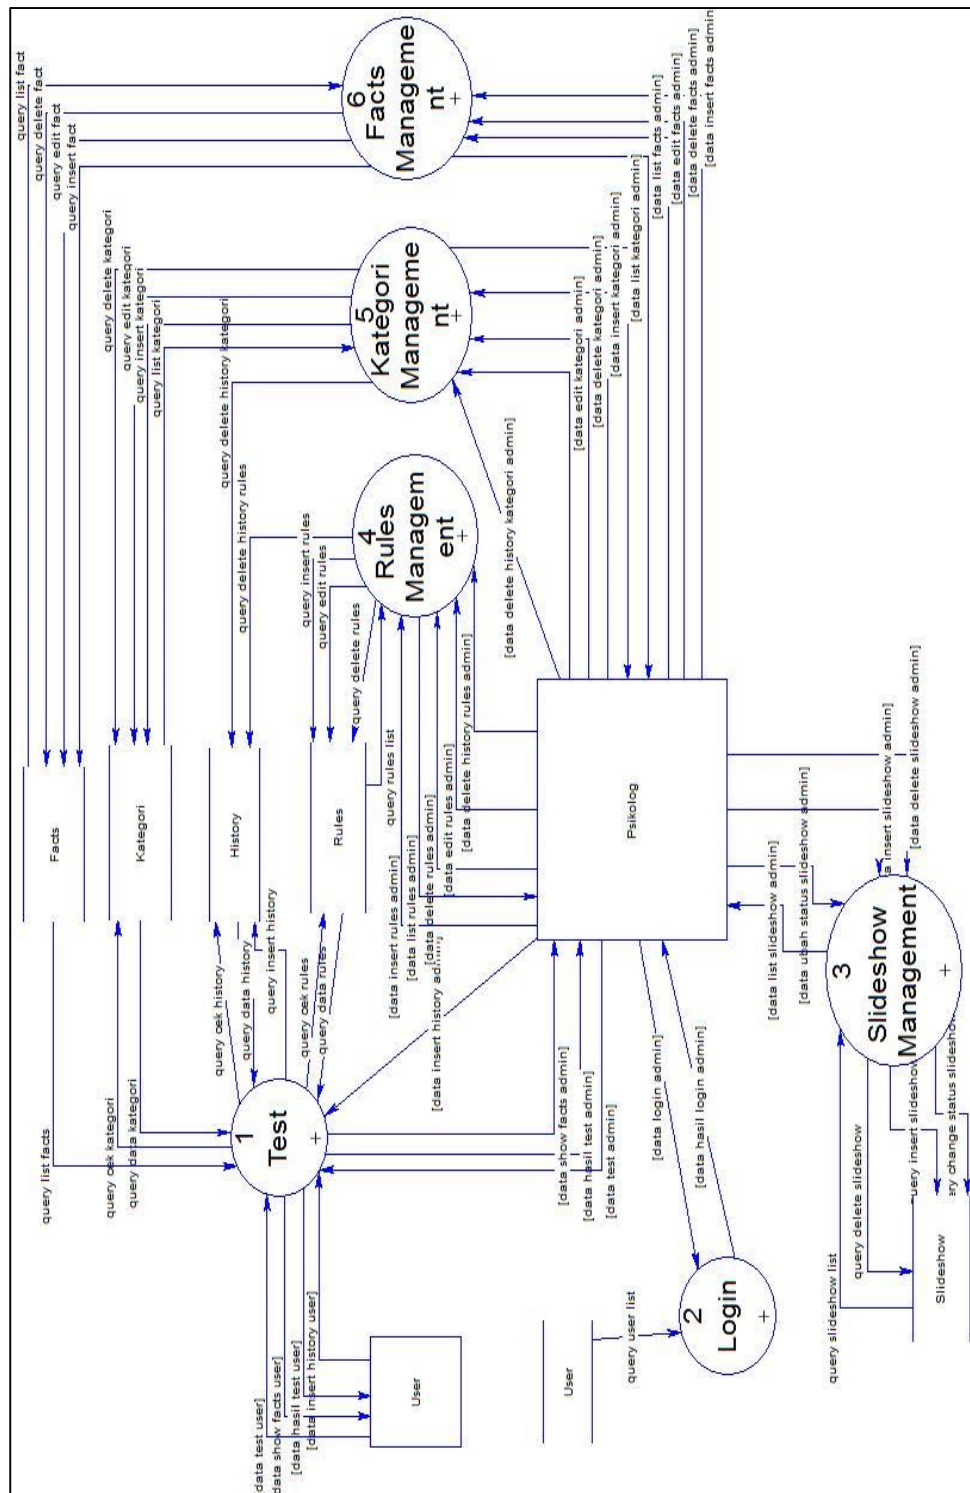 query list facts
query cek kategori
query data kategori
query cek history
query data history
query insert history
query cek rules
query data rules
Facts
Kategori
History
Rules
query list fact
query delete fact
query edit fact
query insert fact
query delete kategori
query edit kategori
query insert kategori
query list kategori
query delete history kategori
query delete history rules
query insert rules
query edit rules
query delete rules
query rules list
data test user]
data show facts user]
[data hasil test user]
[data insert history user]
1
Test
+
4
Rules
Managem
ent
+
5
Kategori
Manageme
nt
+
6
Facts
Manageme
nt
+
User
[data insert rules admin]
[data list rules admin]
[data delete rules admin]
[data edit rules admin]
[data delete history rules admin]
[data insert history admin]
[data delete history kategori admin]
[data show facts admin]
[data hasil test admin]
[data test admin]
[data edit kategori admin]
[data delete kategori admin]
[data insert kategori admin]
[data list kategori admin]
[data list facts admin]
[data edit facts admin]
[data delete facts admin]
[data insert facts admin]
User
query user list
2
Login
+
[data login admin]
[data hasil login admin]
Psikolog
[data list slideshow admin]
[data ubah status slideshow admin]
a insert slideshow admin]
[data delete slideshow admin]
3
Slideshow
Management
+
query slideshow list
query delete slideshow
query insert slideshow
ry change status slideshow
Slideshow